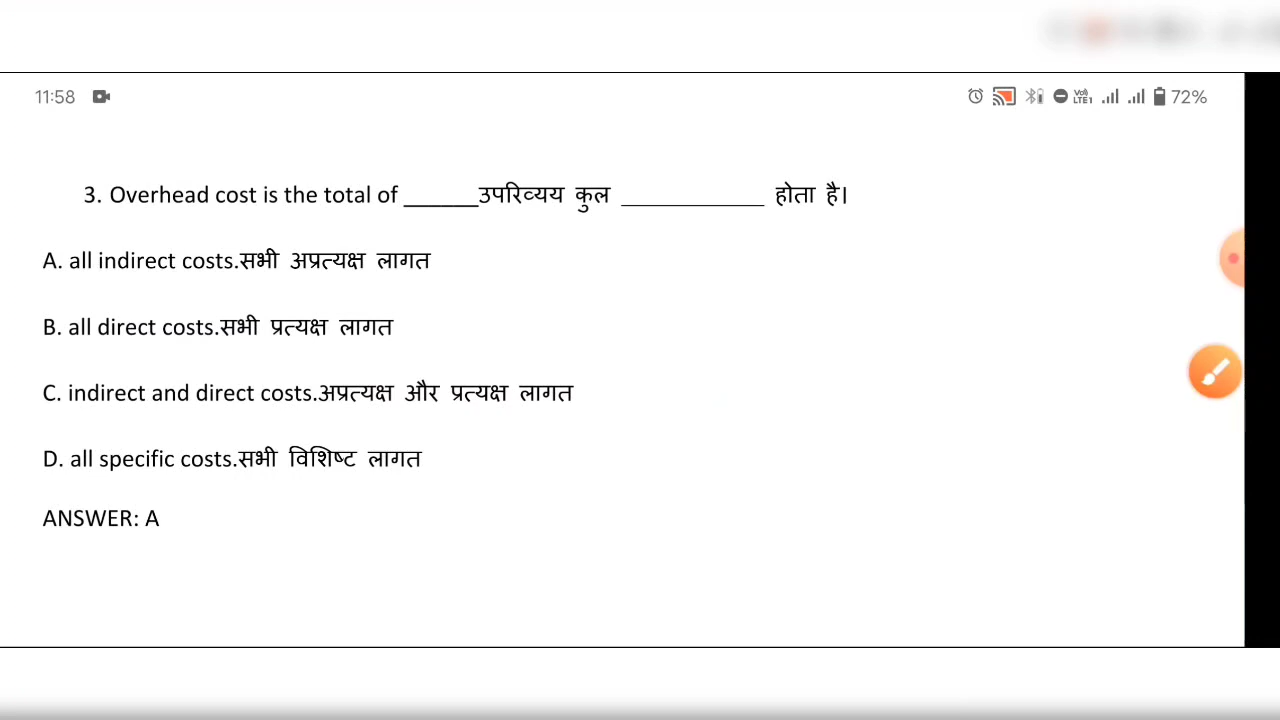 11:58 72%
3. Overhead cost is the total of ______उपरिव्यय कुल ____________ होता है।
A. all indirect costs.सभी अप्रत्यक्ष लागत
B. all direct costs.सभी प्रत्यक्ष लागत
C. indirect and direct costs.अप्रत्यक्ष और प्रत्यक्ष लागत
D. all specific costs.सभी विशिष्ट लागत
ANSWER: A